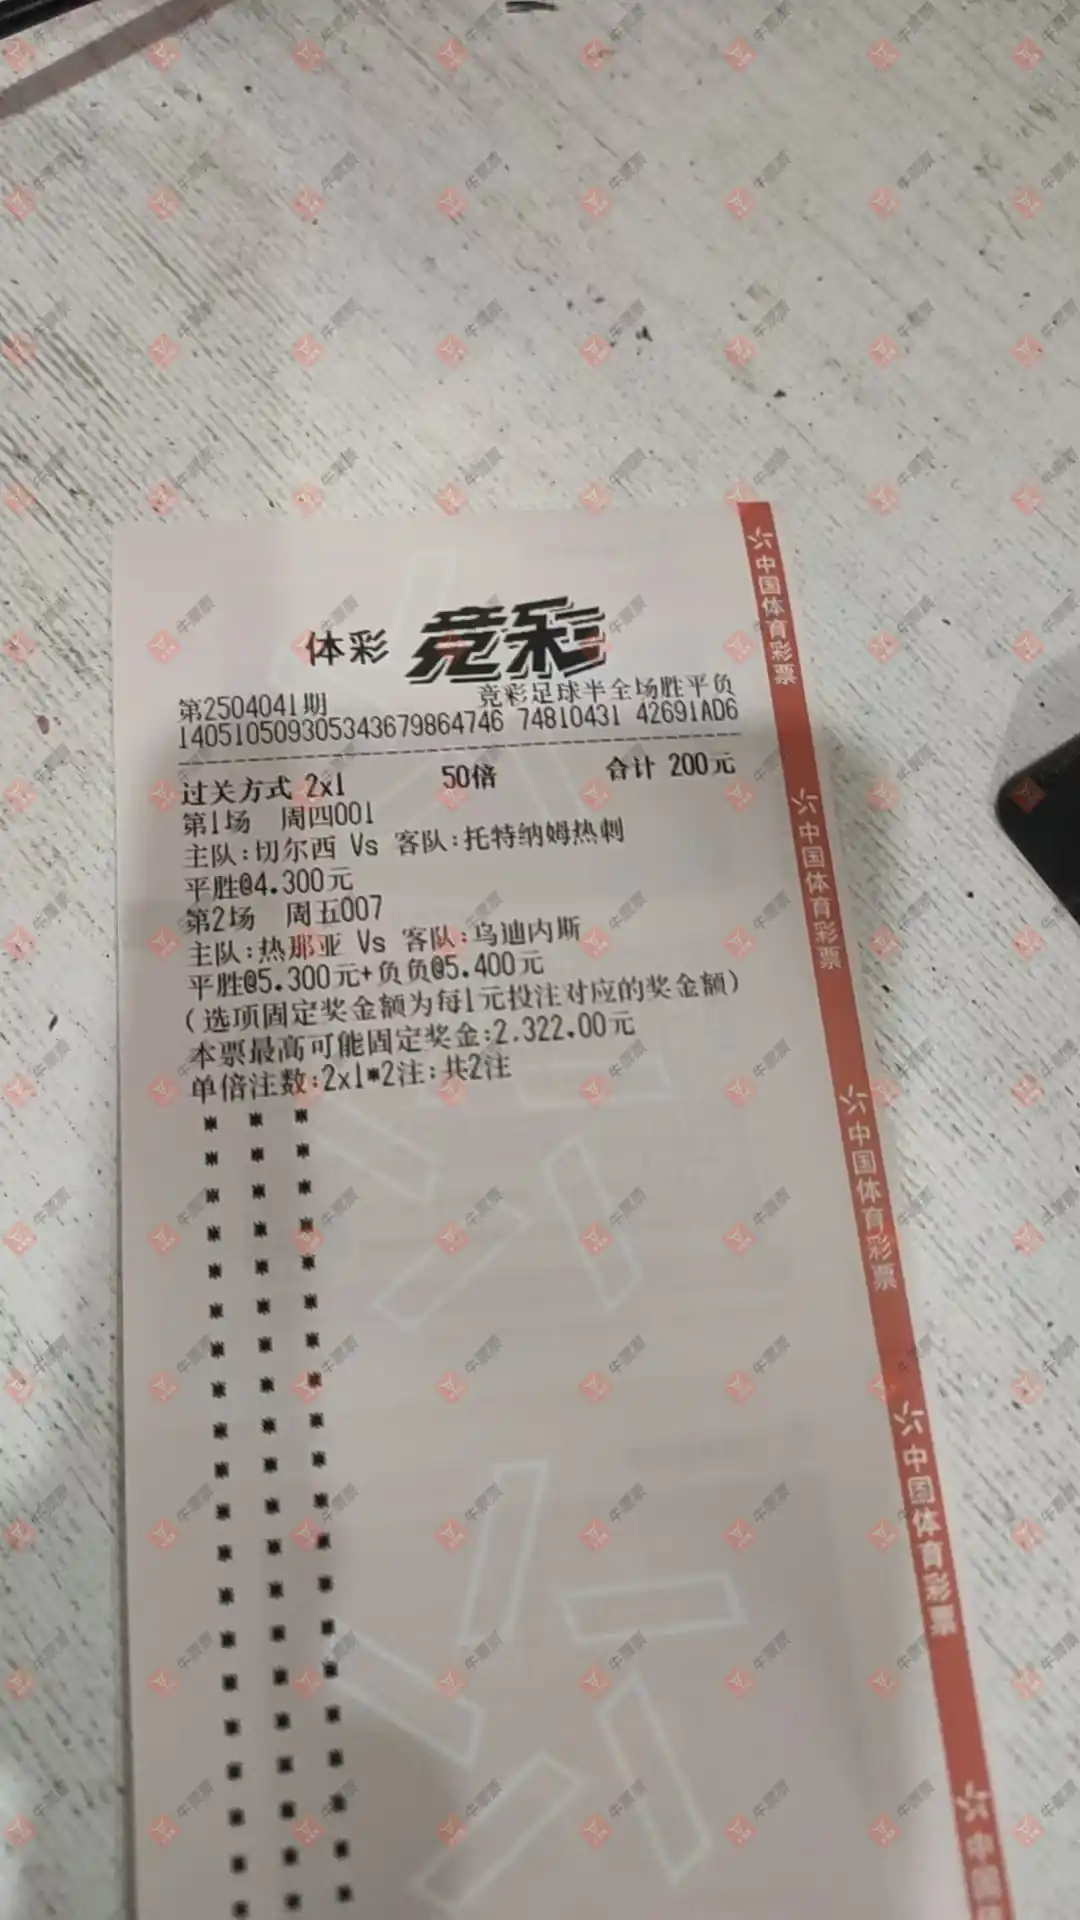 体彩 竞彩
第2504041期 竞彩足球半全场胜平负
140510509305343679864746 74810431 42691AD6
过关方式 2x1 50倍 合计 200元
第1场 周四001
主队:切尔西 Vs 客队:托特纳姆热刺
平胜@4.300元
第2场 周五007
主队:热那亚 Vs 客队:乌迪内斯
平胜@5.300元+负负@5.400元
(选项固定奖金额为每1元投注对应的奖金额)
本票最高可能固定奖金:2,322.00元
单倍注数:2x1*2注;共2注
中国体育彩票
中国体育彩票
中国体育彩票
中国体育彩票
中国
牛票票